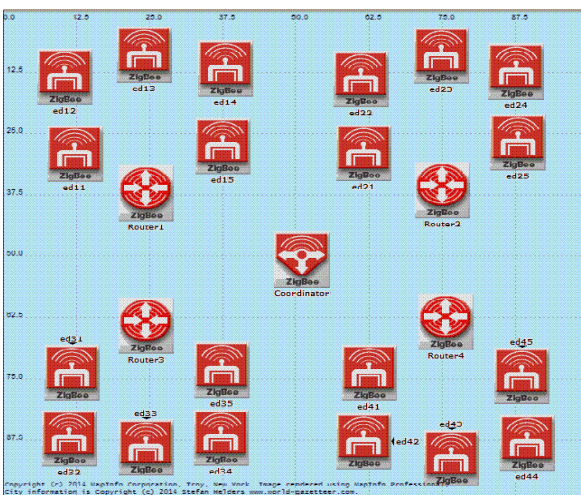 0.0 12.5 25.0 37.5 50.0 62.5 75.0 87.5
12.5
ZigBee
ed12
ZigBee
ed13
ZigBee
ed14
ZigBee
ed22
ZigBee
ed23
ZigBee
ed24
25.0
ZigBee
ed11
ZigBee
ed15
ZigBee
ed21
ZigBee
ed25
37.5
ZigBee
Router1
ZigBee
Router2
50.0
ZigBee
Coordinator
62.5
ZigBee
Router3
ZigBee
Router4
75.0
ed31
ZigBee
ZigBee
ed35
ZigBee
ed41
ed45
ZigBee
87.5
ZigBee
ed32
ed33
ZigBee
ZigBee
ed34
ZigBee
ed42
ed43
ZigBee
ZigBee
ed44
Copyright (c) 2014 MapInfo Corporation, Troy, New York. Image rendered using MapInfo Professional
City information is Copyright (c) 2014 Stefan Helders www.world-gazetteer.com.